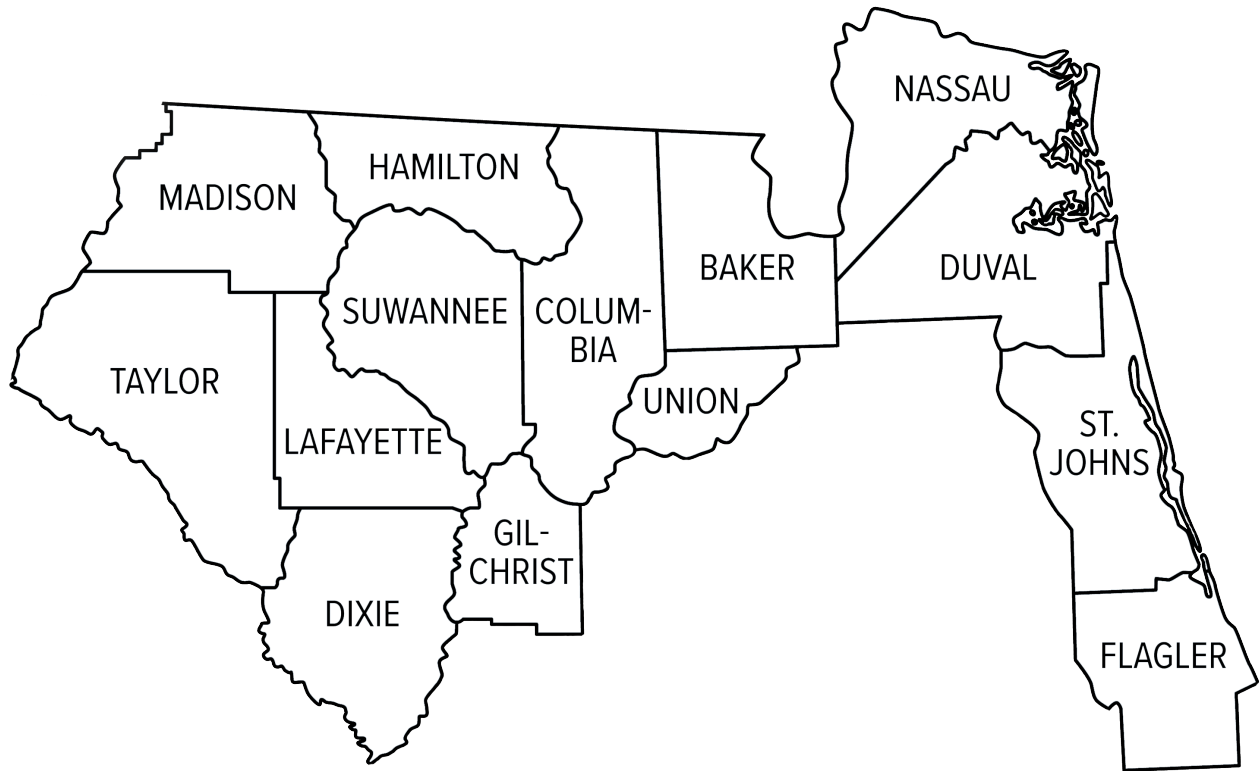 NASSAU
HAMILTON
MADISON
BAKER
DUVAL
SUWANNEE
COLUM-
BIA
TAYLOR
UNION
LAFAYETTE
ST.
JOHNS
GIL-
CHRIST
DIXIE
FLAGLER